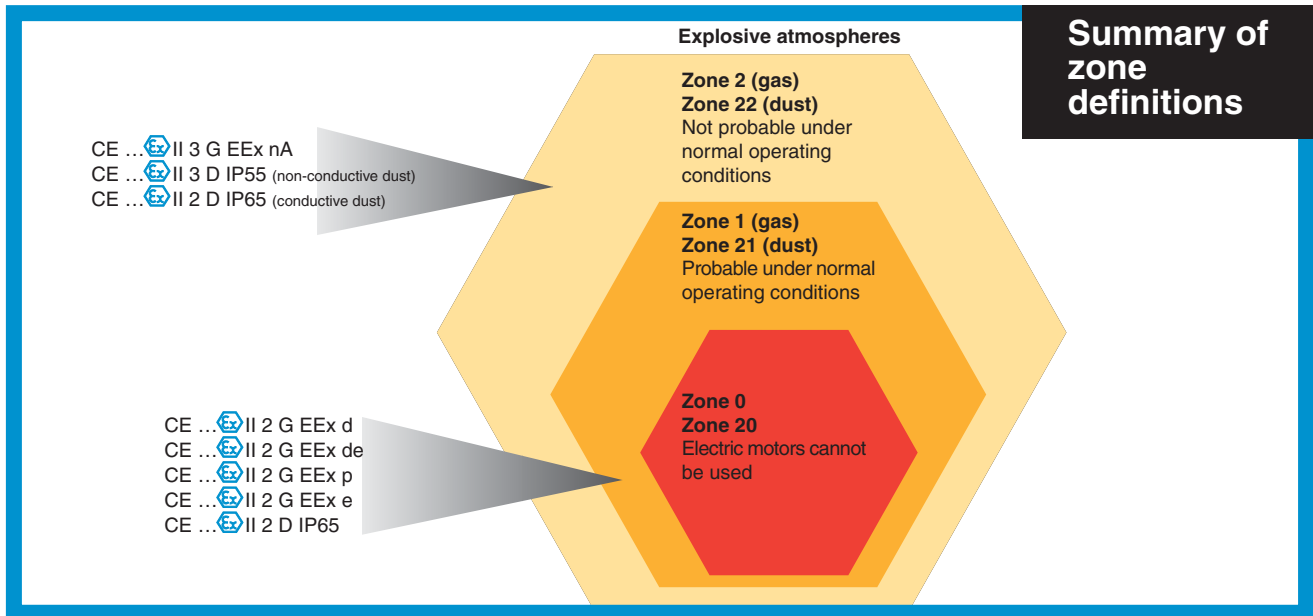 Summary of
zone
definitions
Explosive atmospheres
Zone 2 (gas)
Zone 22 (dust)
Not probable under
normal operating
conditions
CE ... Ex II 3 G EEx nA
CE ... Ex II 3 D IP55 (non-conductive dust)
CE ... Ex II 2 D IP65 (conductive dust)
Zone 1 (gas)
Zone 21 (dust)
Probable under normal
operating conditions
Zone 0
Zone 20
Electric motors cannot
be used
CE ... Ex II 2 G EEx d
CE ... Ex II 2 G EEx de
CE ... Ex II 2 G EEx p
CE ... Ex II 2 G EEx e
CE ... Ex II 2 D IP65